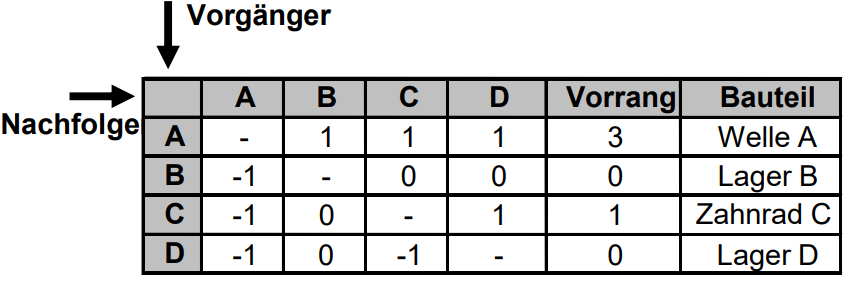 Vorgänger
A B C D Vorrang Bauteil
Nachfolge
A - 1 1 1 3 Welle A
B -1 - 0 0 0 Lager B
C -1 0 - 1 1 Zahnrad C
D -1 0 -1 - 0 Lager D